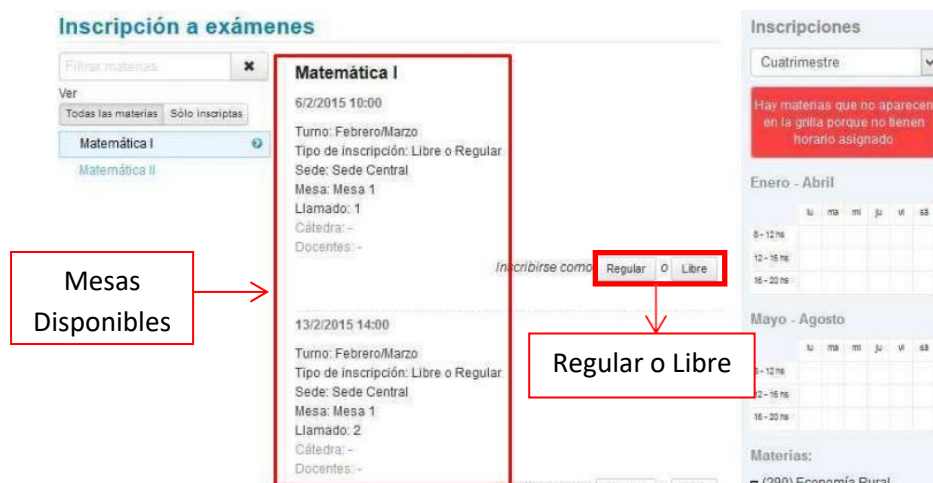 Inscripción a exámenes
Filtrar materias
Ver
Todas las materias Sólo inscriptas
Matemática I
Matemática II
Mesas
Disponibles
Matemática I
6/2/2015 10:00
Turno: Febrero/Marzo
Tipo de inscripción: Libre o Regular
Sede: Sede Central
Mesa: Mesa 1
Llamado: 1
Cátedra: -
Docentes: -
Inscribirse como Regular o Libre
13/2/2015 14:00
Turno: Febrero/Marzo
Tipo de inscripción: Libre o Regular
Sede: Sede Central
Mesa: Mesa 1
Llamado: 2
Cátedra: -
Docentes: -
Regular o Libre
Inscripciones
Cuatrimestre
Hay materias que no aparecen
en la grilla porque no tienen
horario asignado
Enero - Abril
lu ma mi ju vi sá
8 - 12 hs
12 - 16 hs
16 - 20 hs
Mayo - Agosto
lu ma mi ju vi sá
8 - 12 hs
12 - 16 hs
16 - 20 hs
Materias:
(290) Economía Rural